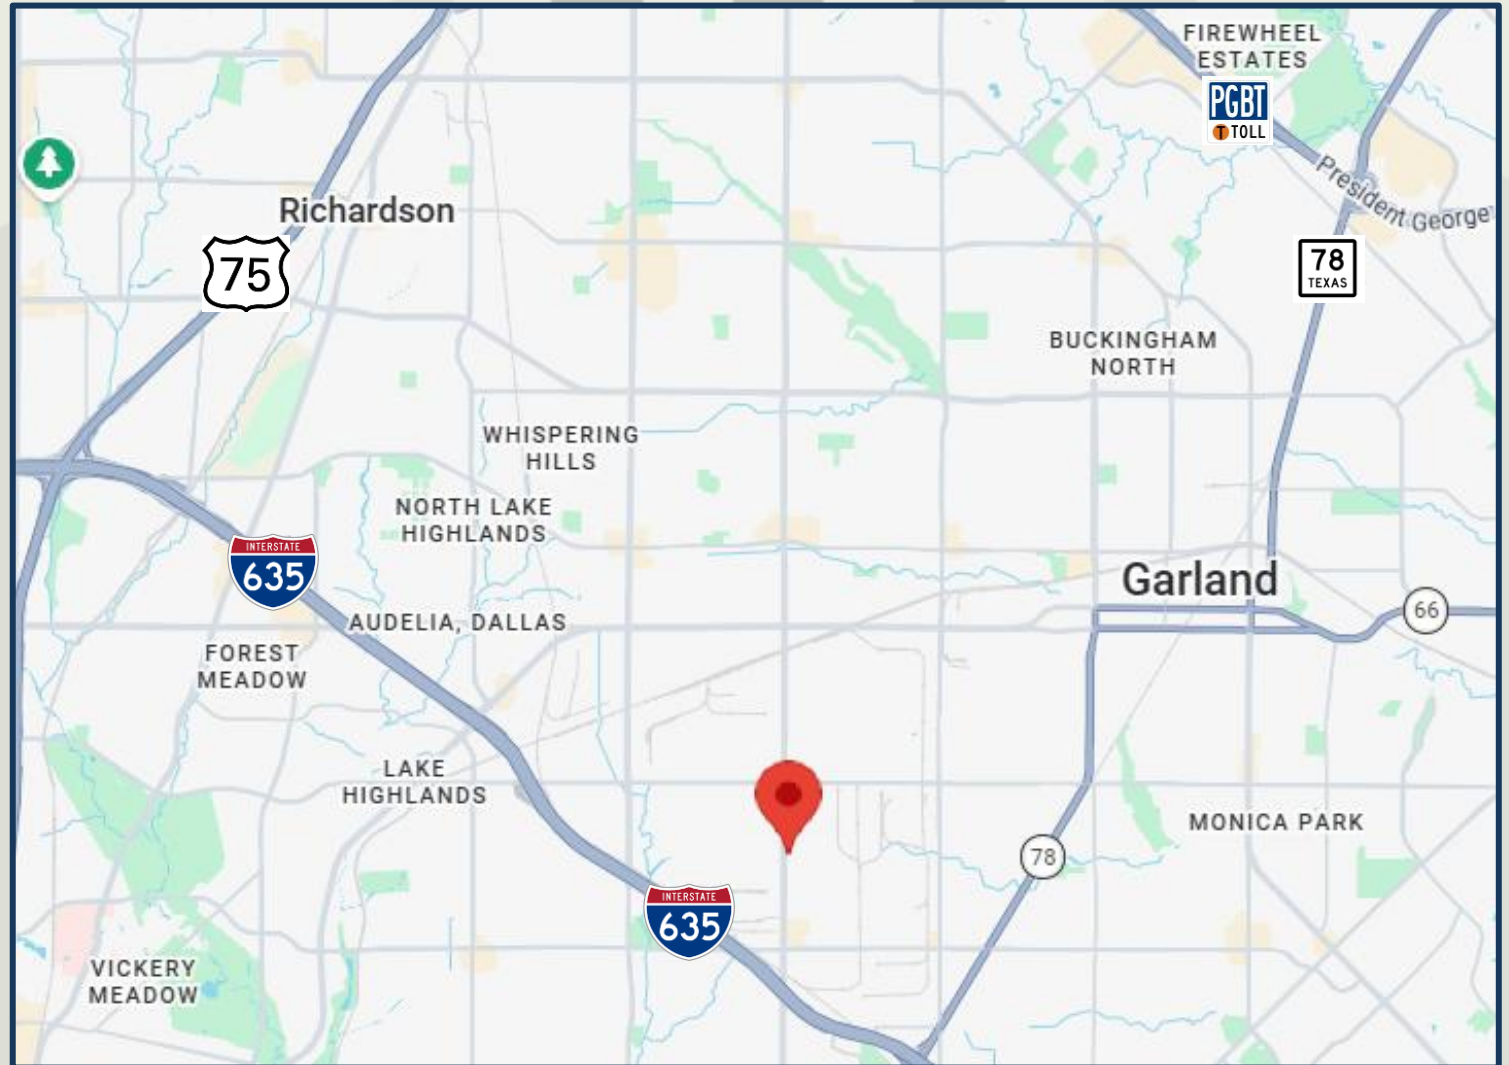 FIREWHEEL
ESTATES
PGBT
T TOLL
President George
Richardson
75
78
TEXAS
BUCKINGHAM
NORTH
WHISPERING
HILLS
NORTH LAKE
HIGHLANDS
INTERSTATE
635
Garland
66
AUDELIA, DALLAS
FOREST
MEADOW
LAKE
HIGHLANDS
MONICA PARK
78
INTERSTATE
635
VICKERY
MEADOW